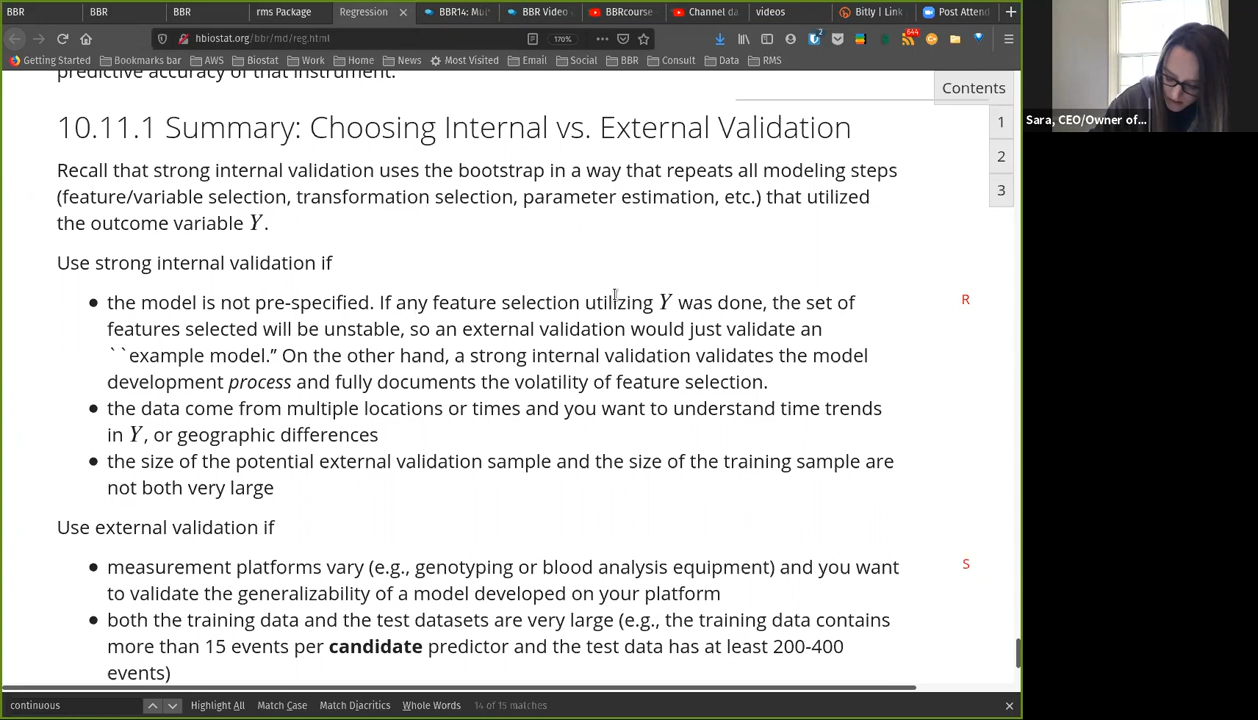 BBR BBR BBR rms Package Regression BBR14: Mul BBR Video BBRcourse Channel da videos Bitly | Link Post Attend
hbiostat.org/bbr/md/reg.html 170% 2 644
Getting Started Bookmarks bar AWS Biostat Work Home News Most Visited Email Social BBR Consult Data RMS
predictive accuracy of that instrument.
Contents
1
2
3
10.11.1 Summary: Choosing Internal vs. External Validation
Recall that strong internal validation uses the bootstrap in a way that repeats all modeling steps
(feature/variable selection, transformation selection, parameter estimation, etc.) that utilized
the outcome variable Y.
Use strong internal validation if
• the model is not pre-specified. If any feature selection utilizing Y was done, the set of R
features selected will be unstable, so an external validation would just validate an
``example model.” On the other hand, a strong internal validation validates the model
development process and fully documents the volatility of feature selection.
• the data come from multiple locations or times and you want to understand time trends
in Y, or geographic differences
• the size of the potential external validation sample and the size of the training sample are
not both very large
Use external validation if
• measurement platforms vary (e.g., genotyping or blood analysis equipment) and you want S
to validate the generalizability of a model developed on your platform
• both the training data and the test datasets are very large (e.g., the training data contains
more than 15 events per candidate predictor and the test data has at least 200-400
events)
continuous Highlight All Match Case Match Diacritics Whole Words 14 of 15 matches
Sara, CEO/Owner of...